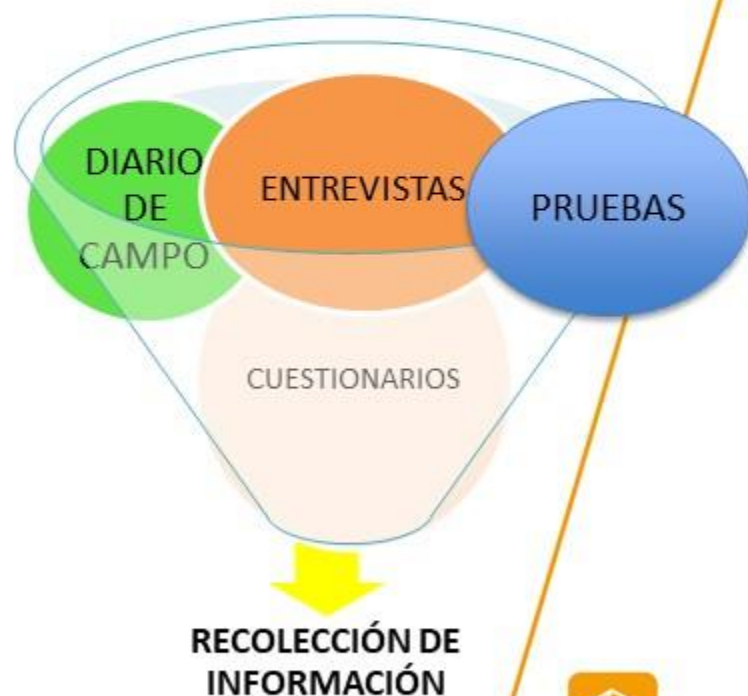 DIARIO
DE
CAMPO
ENTREVISTAS
PRUEBAS
CUESTIONARIOS
RECOLECCIÓN DE
INFORMACIÓN